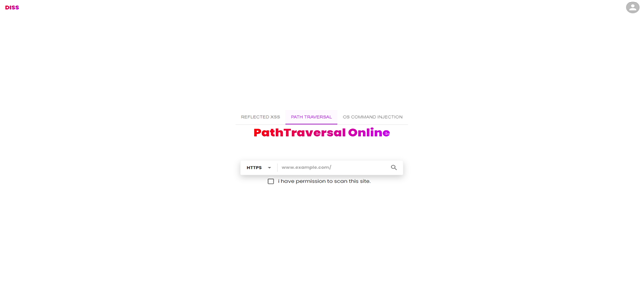 DISS
REFLECTED XSS PATH TRAVERSAL OS COMMAND INJECTION
PathTraversal Online
HTTPS www.example.com/
I have permission to scan this site.